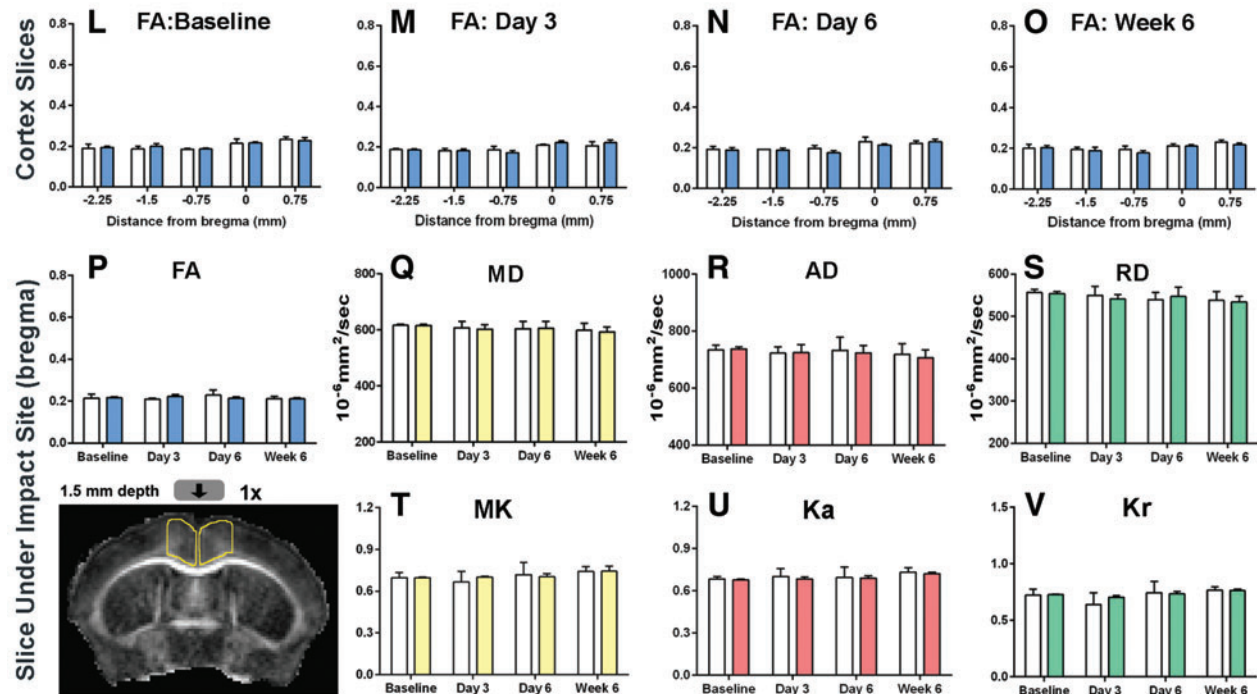 Cortex Slices
L FA:Baseline
0.8
0.6
0.4
0.2
0.0
-2.25 -1.5 -0.75 0 0.75
Distance from bregma (mm)
M FA: Day 3
0.8
0.6
0.4
0.2
0.0
-2.25 -1.5 -0.75 0 0.75
Distance from bregma (mm)
N FA: Day 6
0.8
0.6
0.4
0.2
0.0
-2.25 -1.5 -0.75 0 0.75
Distance from bregma (mm)
O FA: Week 6
0.8
0.6
0.4
0.2
0.0
-2.25 -1.5 -0.75 0 0.75
Distance from bregma (mm)
Slice Under Impact Site (bregma)
P FA
0.8
0.6
0.4
0.2
0.0
Baseline Day 3 Day 6 Week 6
Q MD
10⁻⁶mm²/sec
800
600
400
200
Baseline Day 3 Day 6 Week 6
R AD
10⁻⁶mm²/sec
1000
800
600
400
Baseline Day 3 Day 6 Week 6
S RD
10⁻⁶mm²/sec
600
500
400
300
200
Baseline Day 3 Day 6 Week 6
1.5 mm depth 1x
T MK
1.2
0.9
0.6
0.3
0.0
Baseline Day 3 Day 6 Week 6
U Ka
1.2
0.9
0.6
0.3
0.0
Baseline Day 3 Day 6 Week 6
V Kr
1.5
1.0
0.5
0.0
Baseline Day 3 Day 6 Week 6